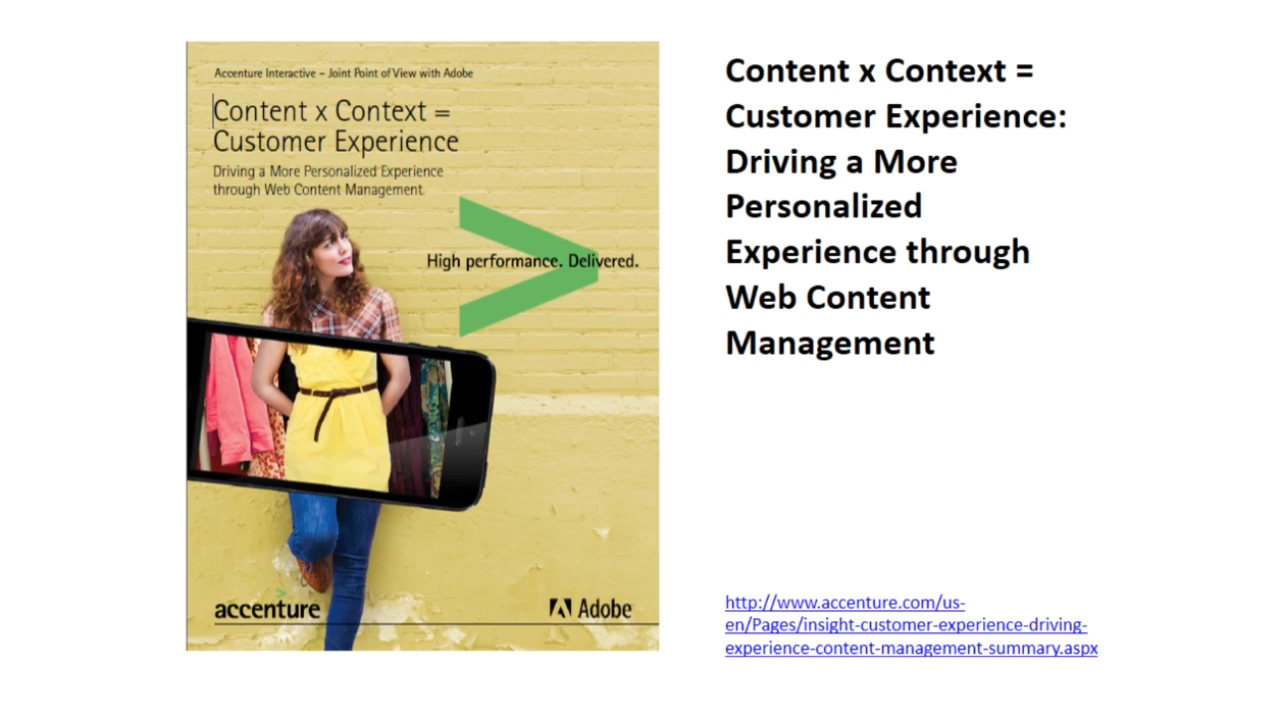 Accenture Interactive – Joint Point of View with Adobe
Content x Context =
Customer Experience
Driving a More Personalized Experience
through Web Content Management
High performance. Delivered.
accenture
Adobe
Content x Context =
Customer Experience:
Driving a More
Personalized
Experience through
Web Content
Management
http://www.accenture.com/us-
en/Pages/insight-customer-experience-driving-
experience-content-management-summary.aspx